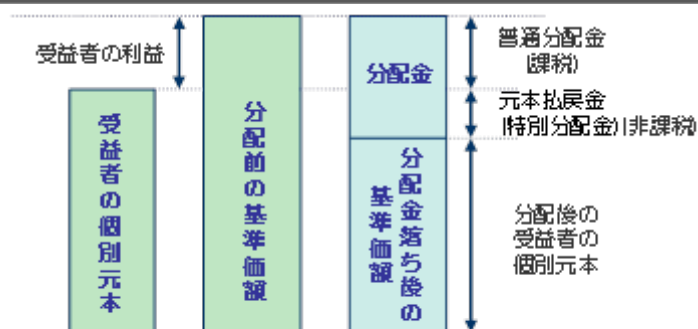 受益者の利益
普通分配金
(課税)
分配金
元本払戻金
(特別分配金)(非課税)
受益者の個別元本
分配前の基準価額
分配金落ち後の
基準価額
分配後の
受益者の
個別元本